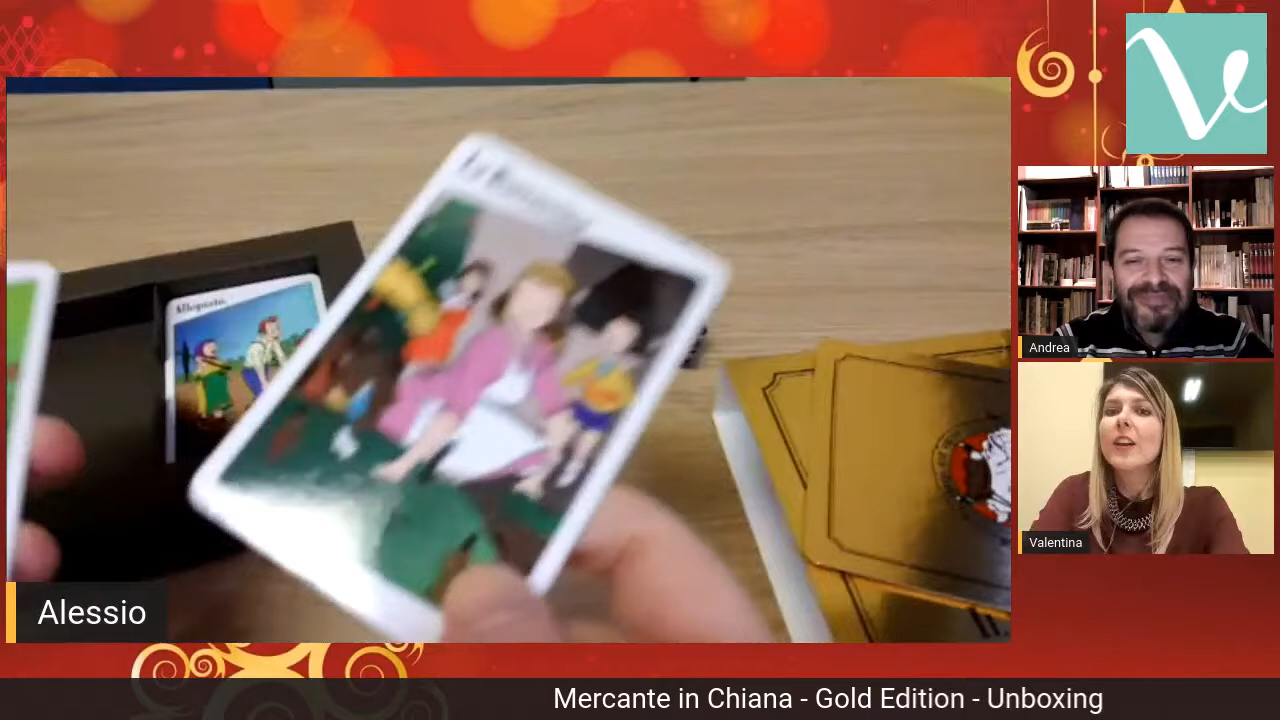 Andrea
Valentina
Alessio
Mercante in Chiana - Gold Edition - Unboxing